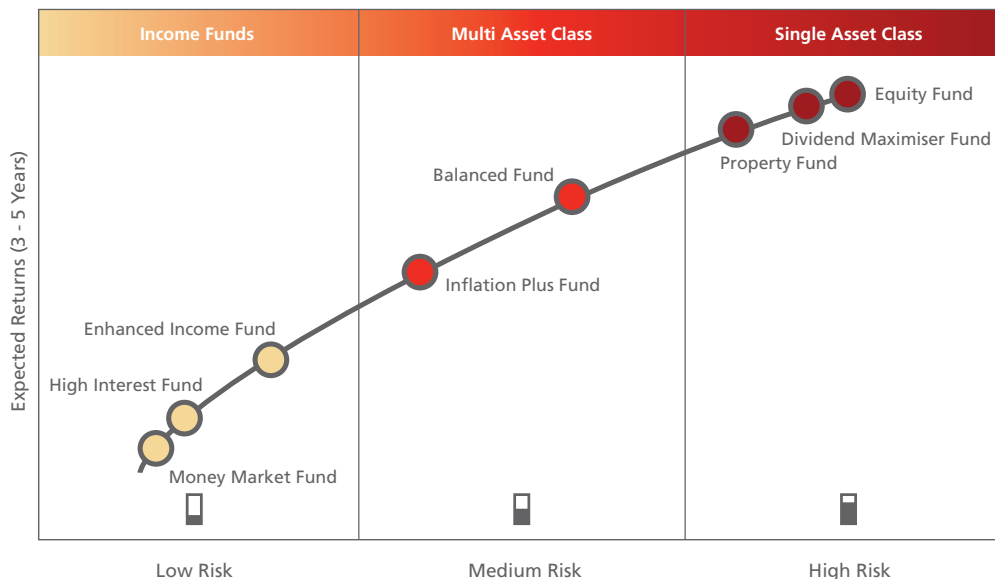 Income Funds
Multi Asset Class
Single Asset Class
Expected Returns (3 - 5 Years)
Equity Fund
Dividend Maximiser Fund
Property Fund
Balanced Fund
Inflation Plus Fund
Enhanced Income Fund
High Interest Fund
Money Market Fund
Low Risk
Medium Risk
High Risk